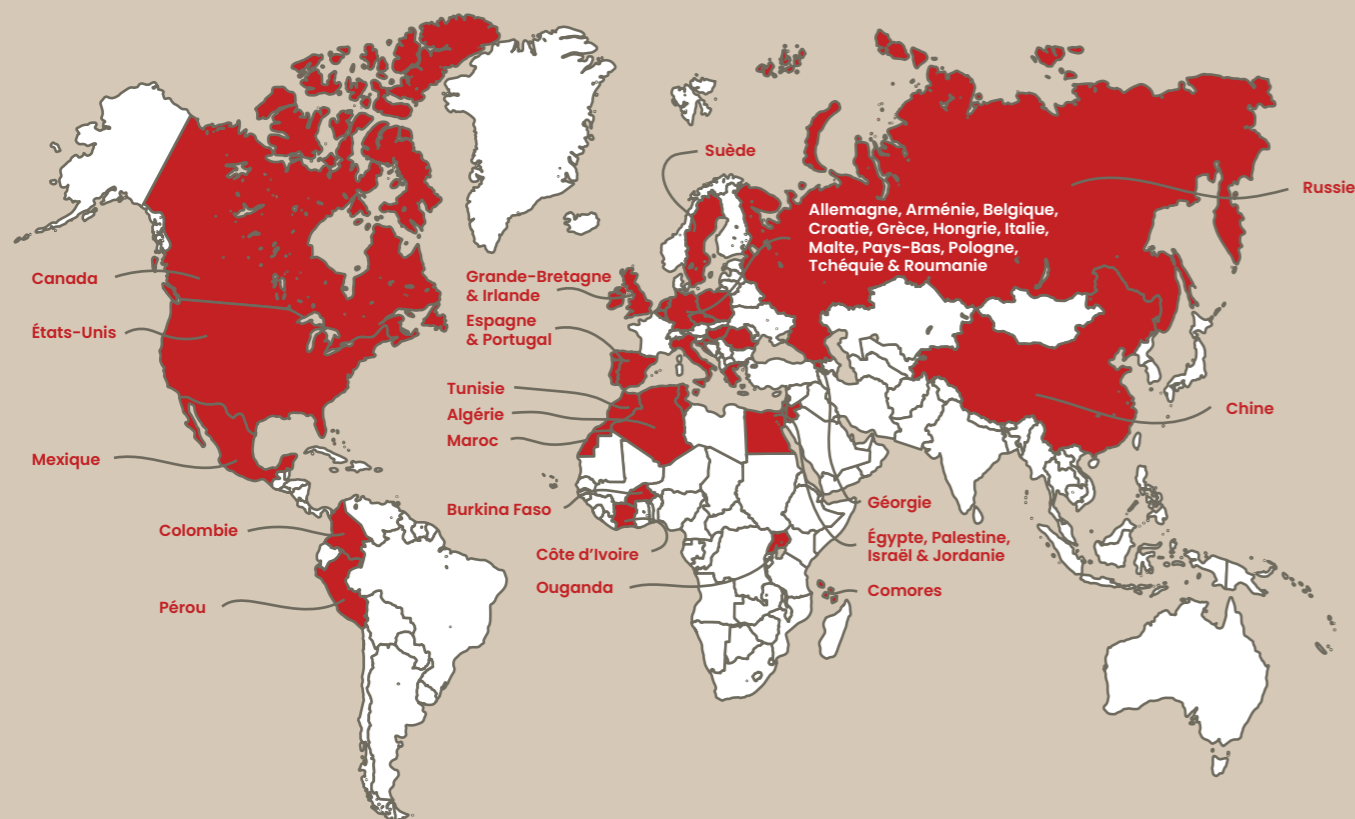 Suède
Russie
Allemagne, Arménie, Belgique,
Croatie, Grèce, Hongrie, Italie,
Malte, Pays-Bas, Pologne,
Tchéquie & Roumanie
Canada
Grande-Bretagne
& Irlande
États-Unis
Espagne
& Portugal
Tunisie
Algérie
Maroc
Chine
Mexique
Burkina Faso
Géorgie
Colombie
Côte d'Ivoire
Égypte, Palestine,
Israël & Jordanie
Ouganda
Comores
Pérou